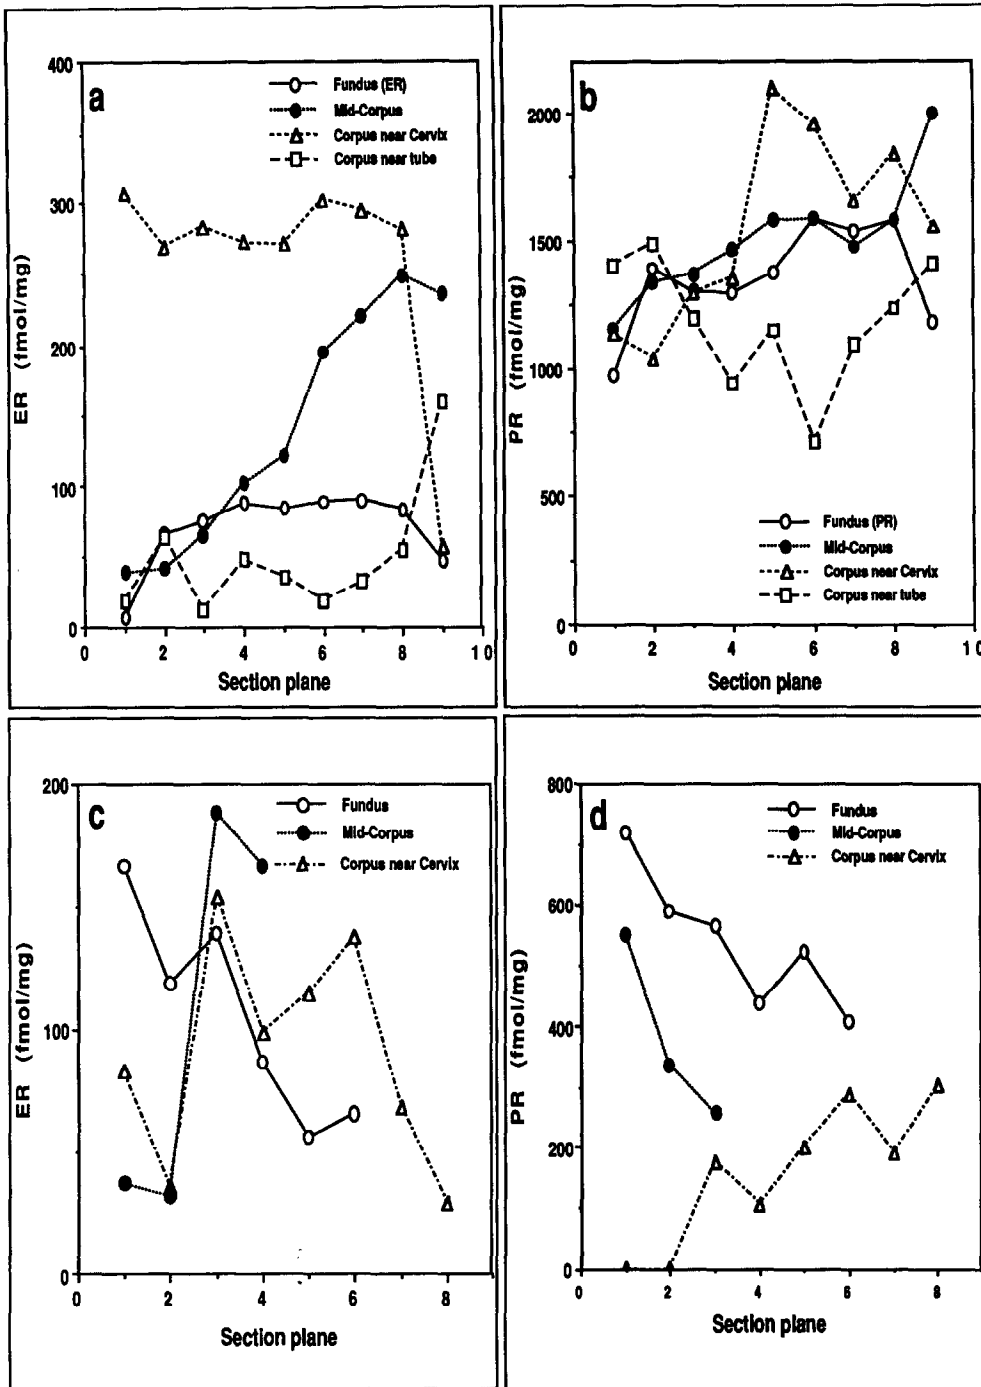 a
Fundus (ER)
Mid-Corpus
Corpus near Cervix
Corpus near tube
400
300
200
100
0
ER (fmol/mg)
0 2 4 6 8 10
Section plane
b
2000
1500
1000
500
0
PR (fmol/mg)
Fundus (PR)
Mid-Corpus
Corpus near Cervix
Corpus near tube
0 2 4 6 8 10
Section plane
c
Fundus
Mid-Corpus
Corpus near Cervix
200
100
0
ER (fmol/mg)
0 2 4 6 8
Section plane
d
Fundus
Mid-Corpus
Corpus near Cervix
800
600
400
200
0
PR (fmol/mg)
0 2 4 6 8
Section plane